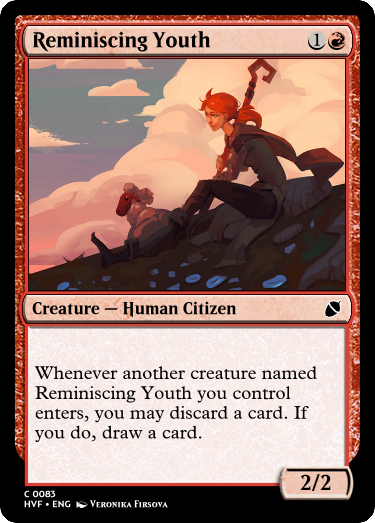 Reminiscing Youth 1
Creature — Human Citizen
Whenever another creature named
Reminiscing Youth you control
enters, you may discard a card. If
you do, draw a card.
2/2
C 0083
HVF • ENG Veronika Firsova